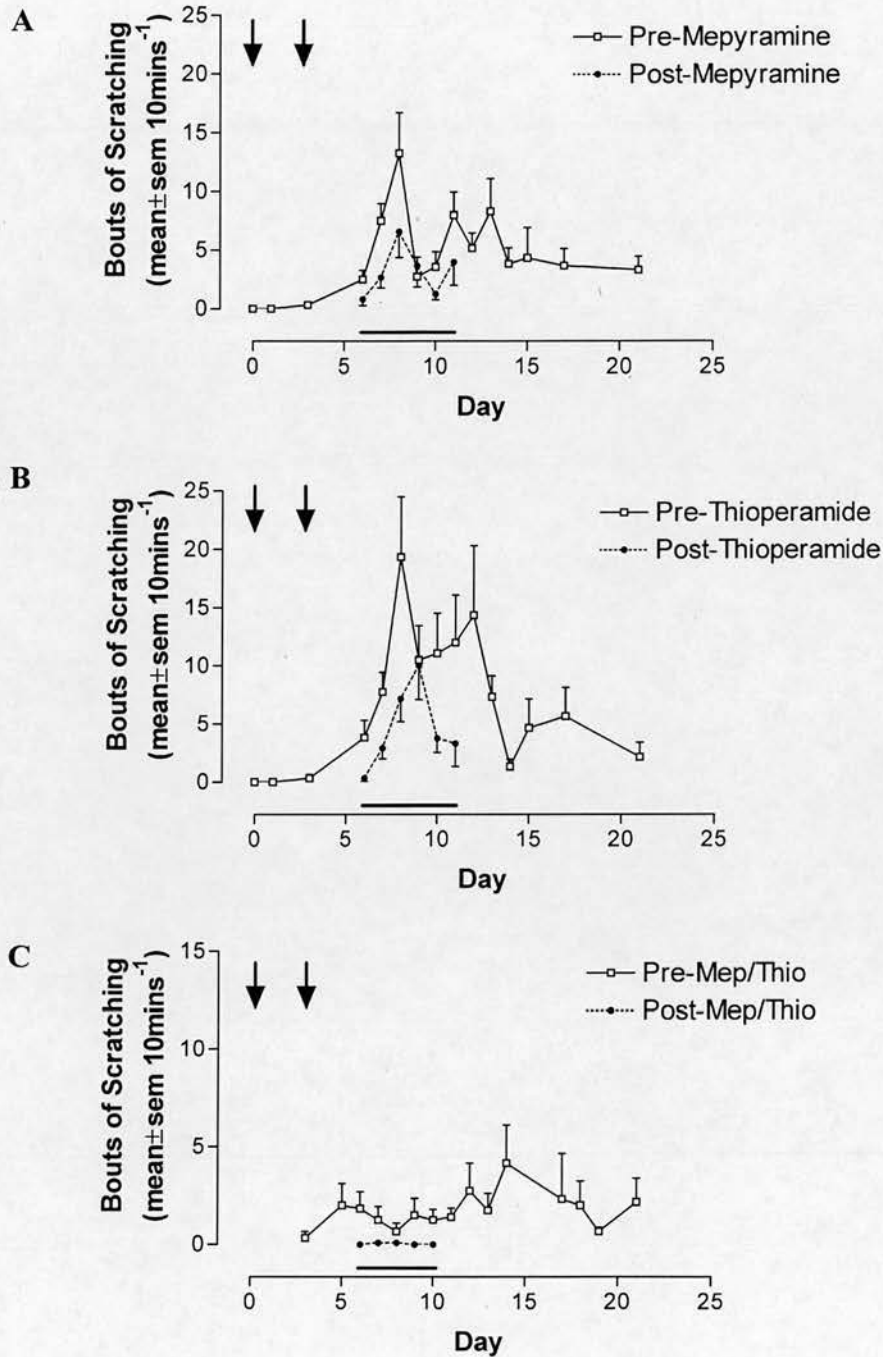 A
Bouts of Scratching
(mean±sem 10mins-1)
25
20
15
10
5
0
Pre-Mepyramine
Post-Mepyramine
0 5 10 15 20 25
Day
B
Bouts of Scratching
(mean±sem 10mins-1)
25
20
15
10
5
0
Pre-Thioperamide
Post-Thioperamide
0 5 10 15 20 25
Day
C
Bouts of Scratching
(mean±sem 10mins-1)
15
10
5
0
Pre-Mep/Thio
Post-Mep/Thio
0 5 10 15 20 25
Day